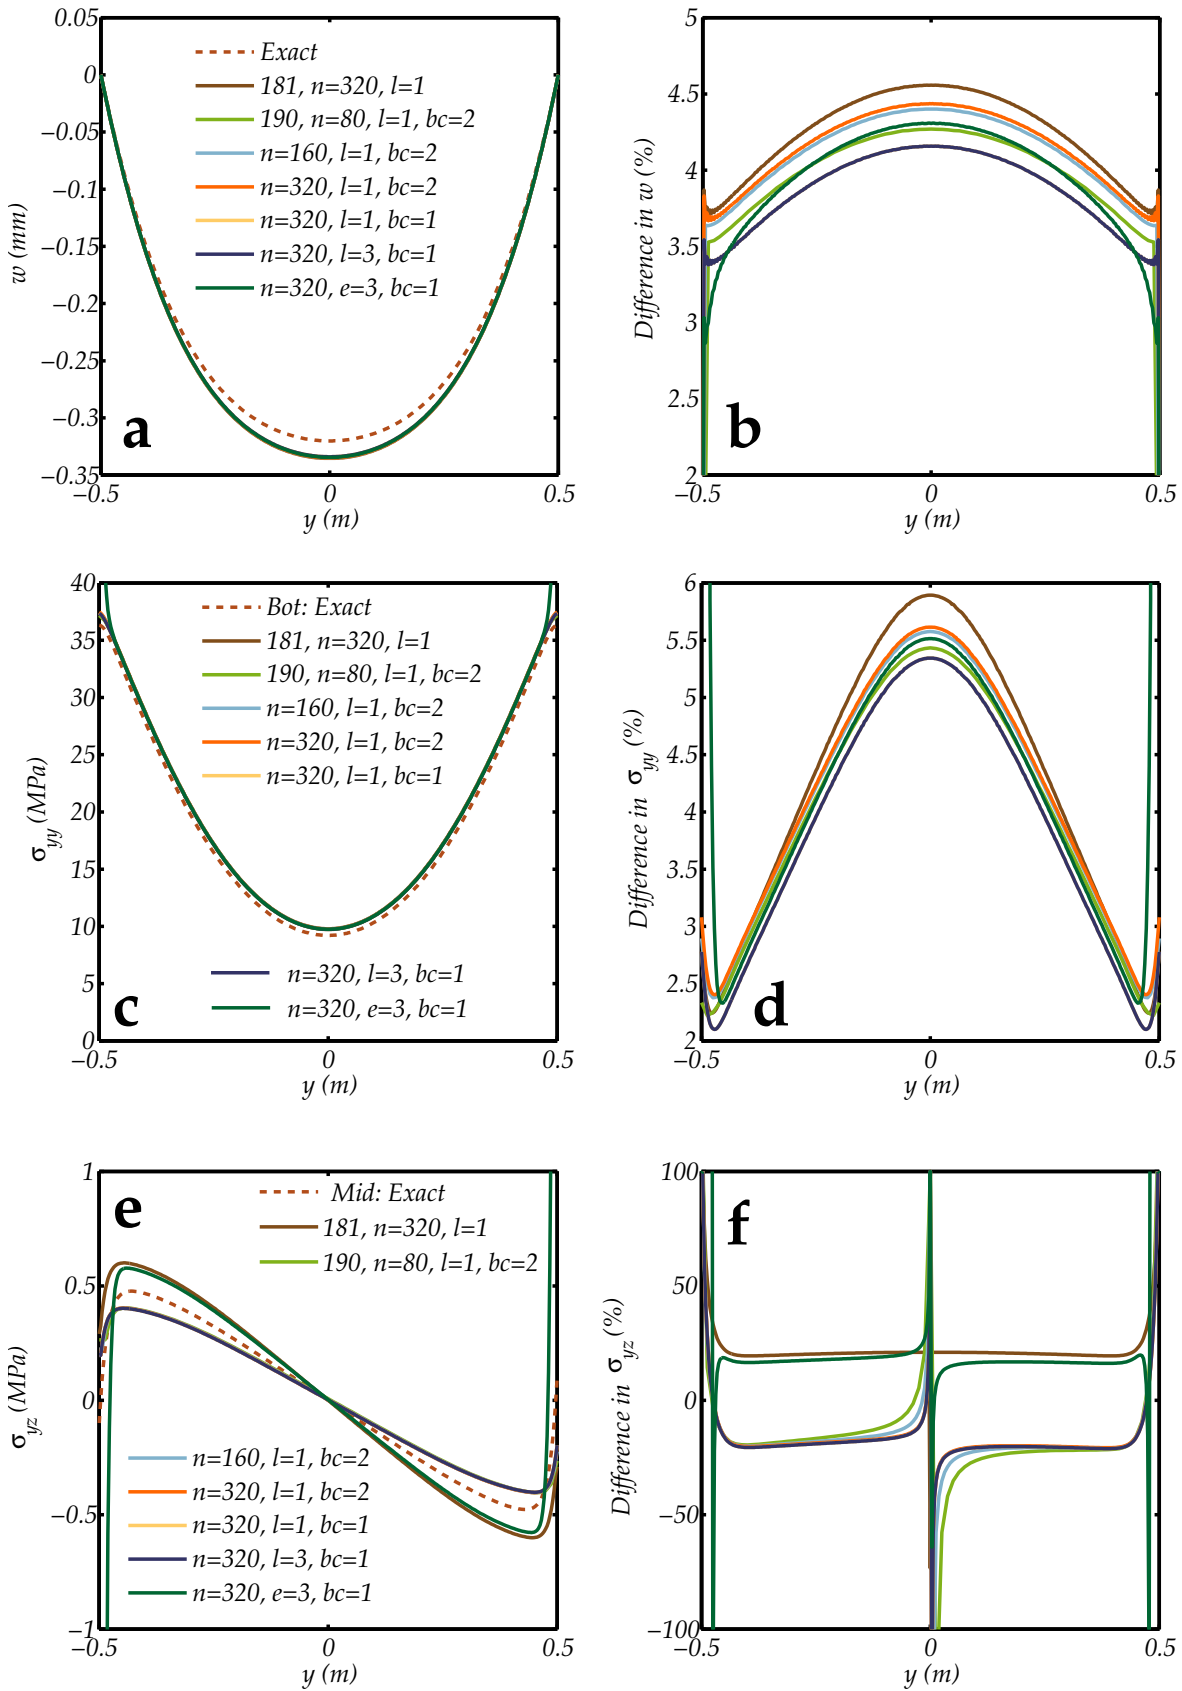 0.05
0
−0.05
−0.1
−0.15
−0.2
−0.25
−0.3
−0.35
w (mm)
Exact
181, n=320, l=1
190, n=80, l=1, bc=2
n=160, l=1, bc=2
n=320, l=1, bc=2
n=320, l=1, bc=1
n=320, l=3, bc=1
n=320, e=3, bc=1
a
−0.5 0 0.5
y (m)
5
4.5
4
3.5
3
2.5
2
Difference in w (%)
b
−0.5 0 0.5
y (m)
40
35
30
25
20
15
10
5
0
σyy (MPa)
Bot: Exact
181, n=320, l=1
190, n=80, l=1, bc=2
n=160, l=1, bc=2
n=320, l=1, bc=2
n=320, l=1, bc=1
n=320, l=3, bc=1
n=320, e=3, bc=1
c
−0.5 0 0.5
y (m)
6
5.5
5
4.5
4
3.5
3
2.5
2
Difference in σyy (%)
d
−0.5 0 0.5
y (m)
1
0.5
0
−0.5
−1
σyz (MPa)
e
Mid: Exact
181, n=320, l=1
190, n=80, l=1, bc=2
n=160, l=1, bc=2
n=320, l=1, bc=2
n=320, l=1, bc=1
n=320, l=3, bc=1
n=320, e=3, bc=1
−0.5 0 0.5
y (m)
100
50
0
−50
−100
Difference in σyz (%)
f
−0.5 0 0.5
y (m)